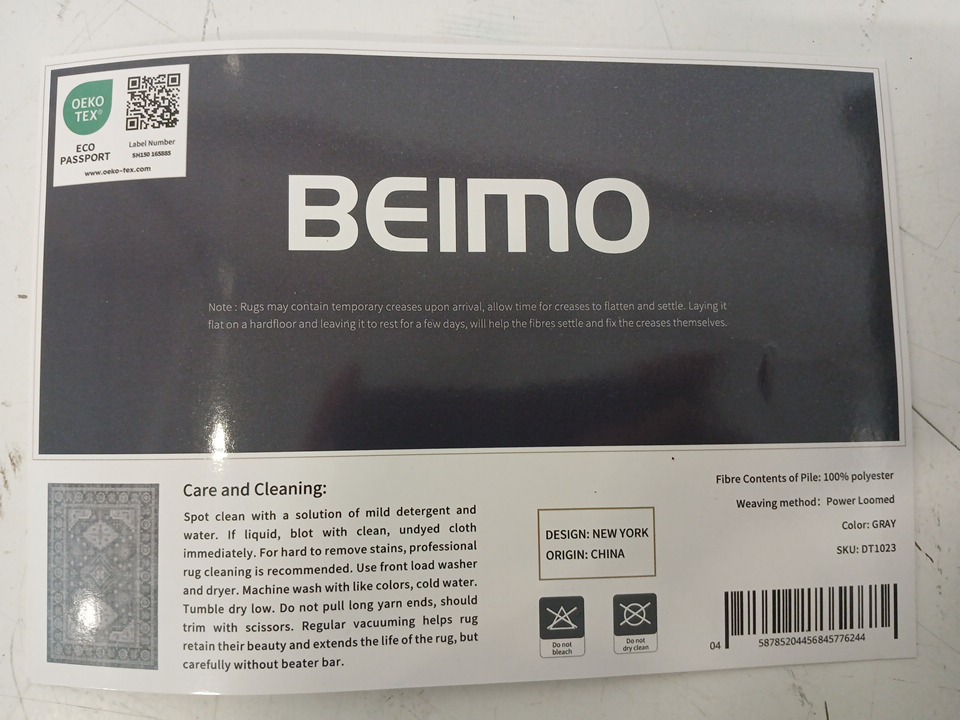 OEKO
TEX®
ECO
PASSPORT
Label Number
SH150 165885
www.oeko-tex.com
BEIMO
Note : Rugs may contain temporary creases upon arrival, allow time for creases to flatten and settle. Laying it
flat on a hardfloor and leaving it to rest for a few days, will help the fibres settle and fix the creases themselves.
Care and Cleaning:
Spot clean with a solution of mild detergent and
water. If liquid, blot with clean, undyed cloth
immediately. For hard to remove stains, professional
rug cleaning is recommended. Use front load washer
and dryer. Machine wash with like colors, cold water.
Tumble dry low. Do not pull long yarn ends, should
trim with scissors. Regular vacuuming helps rug
retain their beauty and extends the life of the rug, but
carefully without beater bar.
DESIGN: NEW YORK
ORIGIN: CHINA
Do not
bleach
Do not
dry clean
Fibre Contents of Pile: 100% polyester
Weaving method: Power Loomed
Color: GRAY
SKU: DT1023
04
58785204456845776244